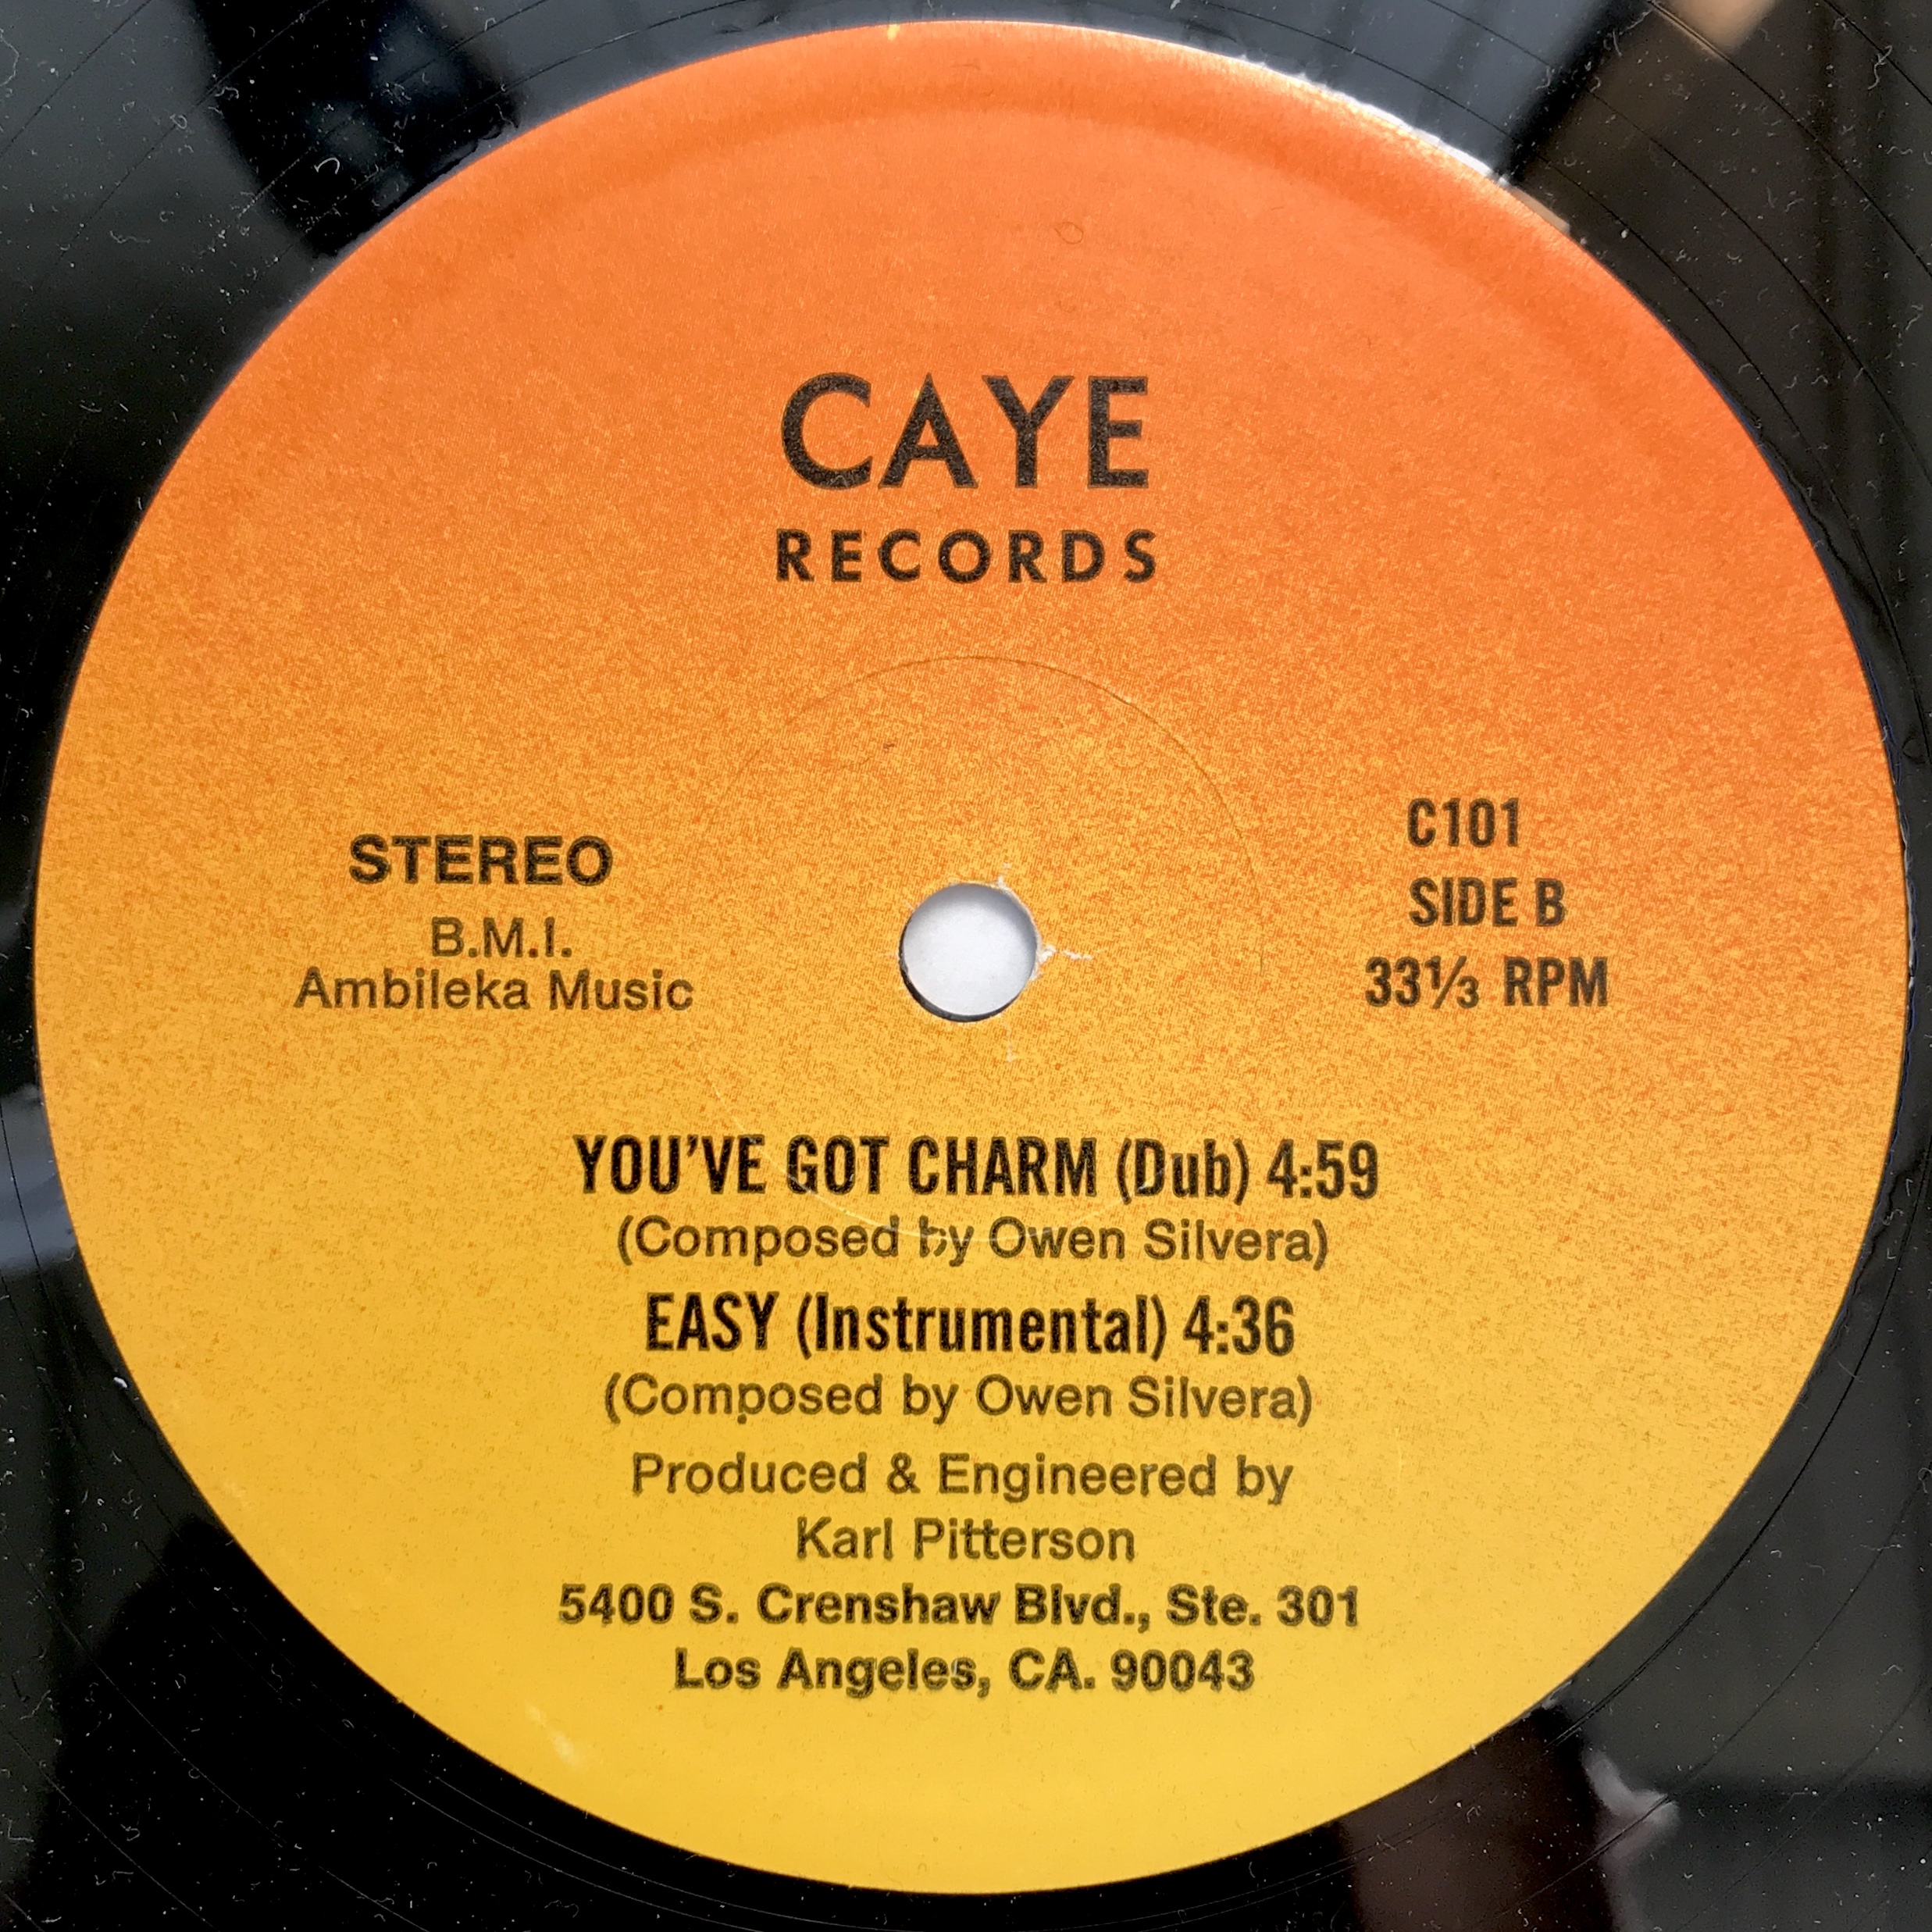 CAYE
RECORDS
STEREO
B.M.I.
Ambileka Music
C101
SIDE B
33⅓ RPM
YOU'VE GOT CHARM (Dub) 4:59
(Composed by Owen Silvera)
EASY (Instrumental) 4:36
(Composed by Owen Silvera)
Produced & Engineered by
Karl Pitterson
5400 S. Crenshaw Blvd., Ste. 301
Los Angeles, CA. 90043